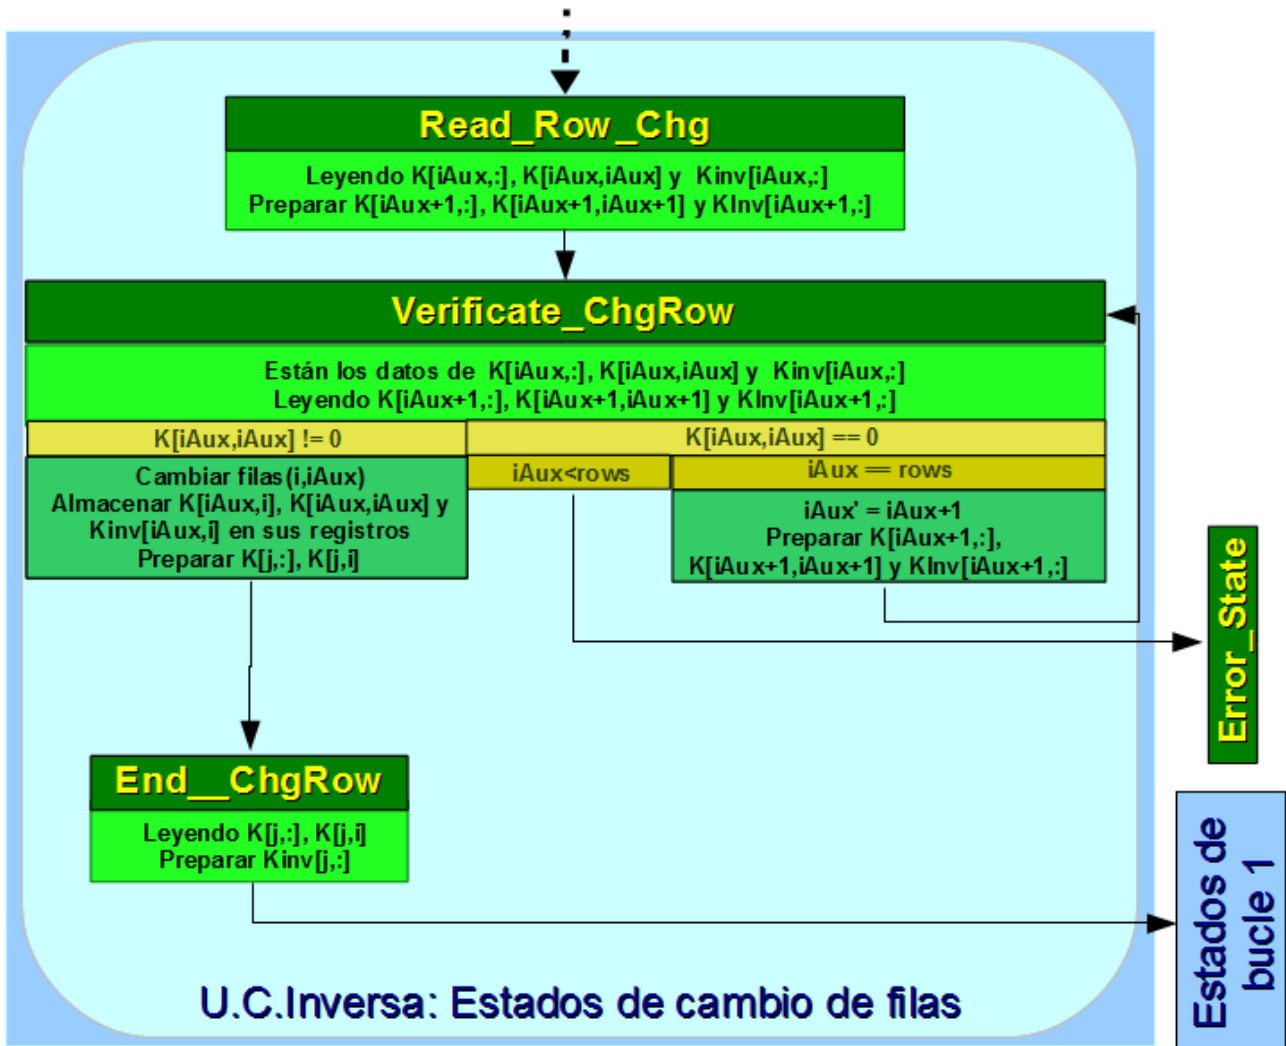 Read_Row_Chg
Leyendo K[iAux,:], K[iAux,iAux] y Kinv[iAux,:]
Preparar K[iAux+1,:], K[iAux+1,iAux+1] y KInv[iAux+1,:]
Verificate_ChgRow
Están los datos de K[iAux,:], K[iAux,iAux] y Kinv[iAux,:]
Leyendo K[iAux+1,:], K[iAux+1,iAux+1] y KInv[iAux+1,:]
K[iAux,iAux] != 0
K[iAux,iAux] == 0
Cambiar filas(i,iAux)
Almacenar K[iAux,i], K[iAux,iAux] y
Kinv[iAux,i] en sus registros
Preparar K[j,:], K[j,i]
iAux<rows
iAux == rows
iAux' = iAux+1
Preparar K[iAux+1,:],
K[iAux+1,iAux+1] y KInv[iAux+1,:]
Error_State
End__ChgRow
Leyendo K[j,:], K[j,i]
Preparar Kinv[j,:]
Estados de
bucle 1
U.C.Inversa: Estados de cambio de filas